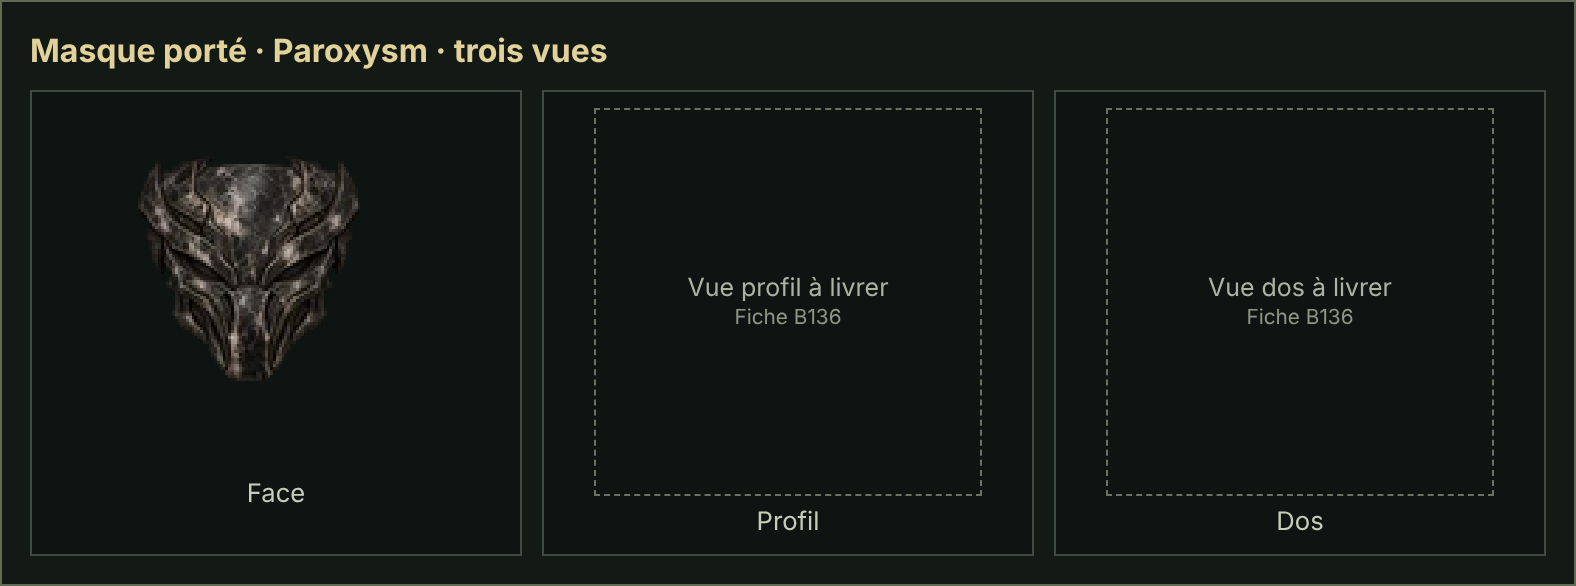 Masque porté · Paroxysm · trois vues
Face
Vue profil à livrer
Fiche B136
Profil
Vue dos à livrer
Fiche B136
Dos